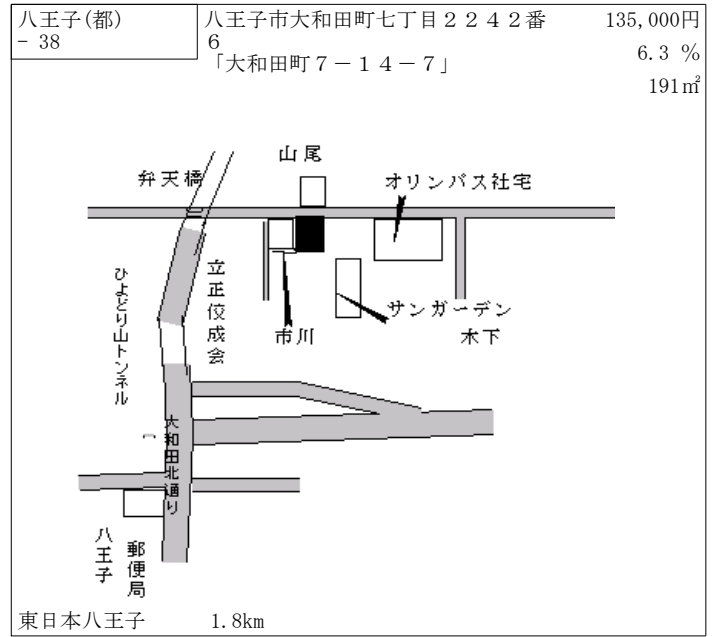 八王子(都)
- 38
八王子市大和田町七丁目２２４２番
6
「大和田町７－１４－７」
135,000円
6.3 %
191㎡
山尾
弁天橋
オリンパス社宅
ひよどり山トンネル
立正佼成会
市川
サンガーデン
木下
大和田北通り
八王子
郵便局
東日本八王子
1.8km